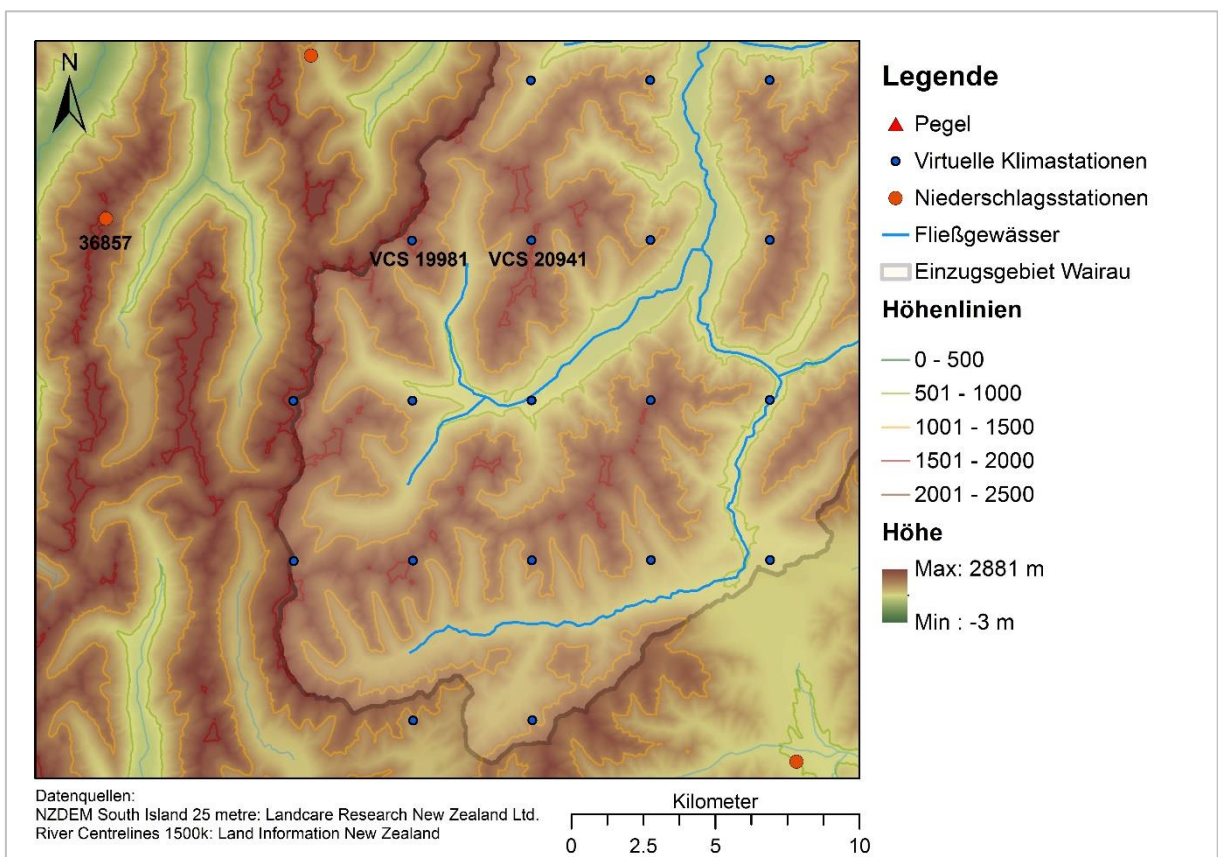 N
36857
VCS 19981
VCS 20941
Legende
Pegel
Virtuelle Klimastationen
Niederschlagsstationen
Fließgewässer
Einzugsgebiet Wairau
Höhenlinien
0 - 500
501 - 1000
1001 - 1500
1501 - 2000
2001 - 2500
Höhe
Max: 2881 m
Min : -3 m
Datenquellen:
NZDEM South Island 25 metre: Landcare Research New Zealand Ltd.
River Centrelines 1500k: Land Information New Zealand
Kilometer
0 2.5 5 10